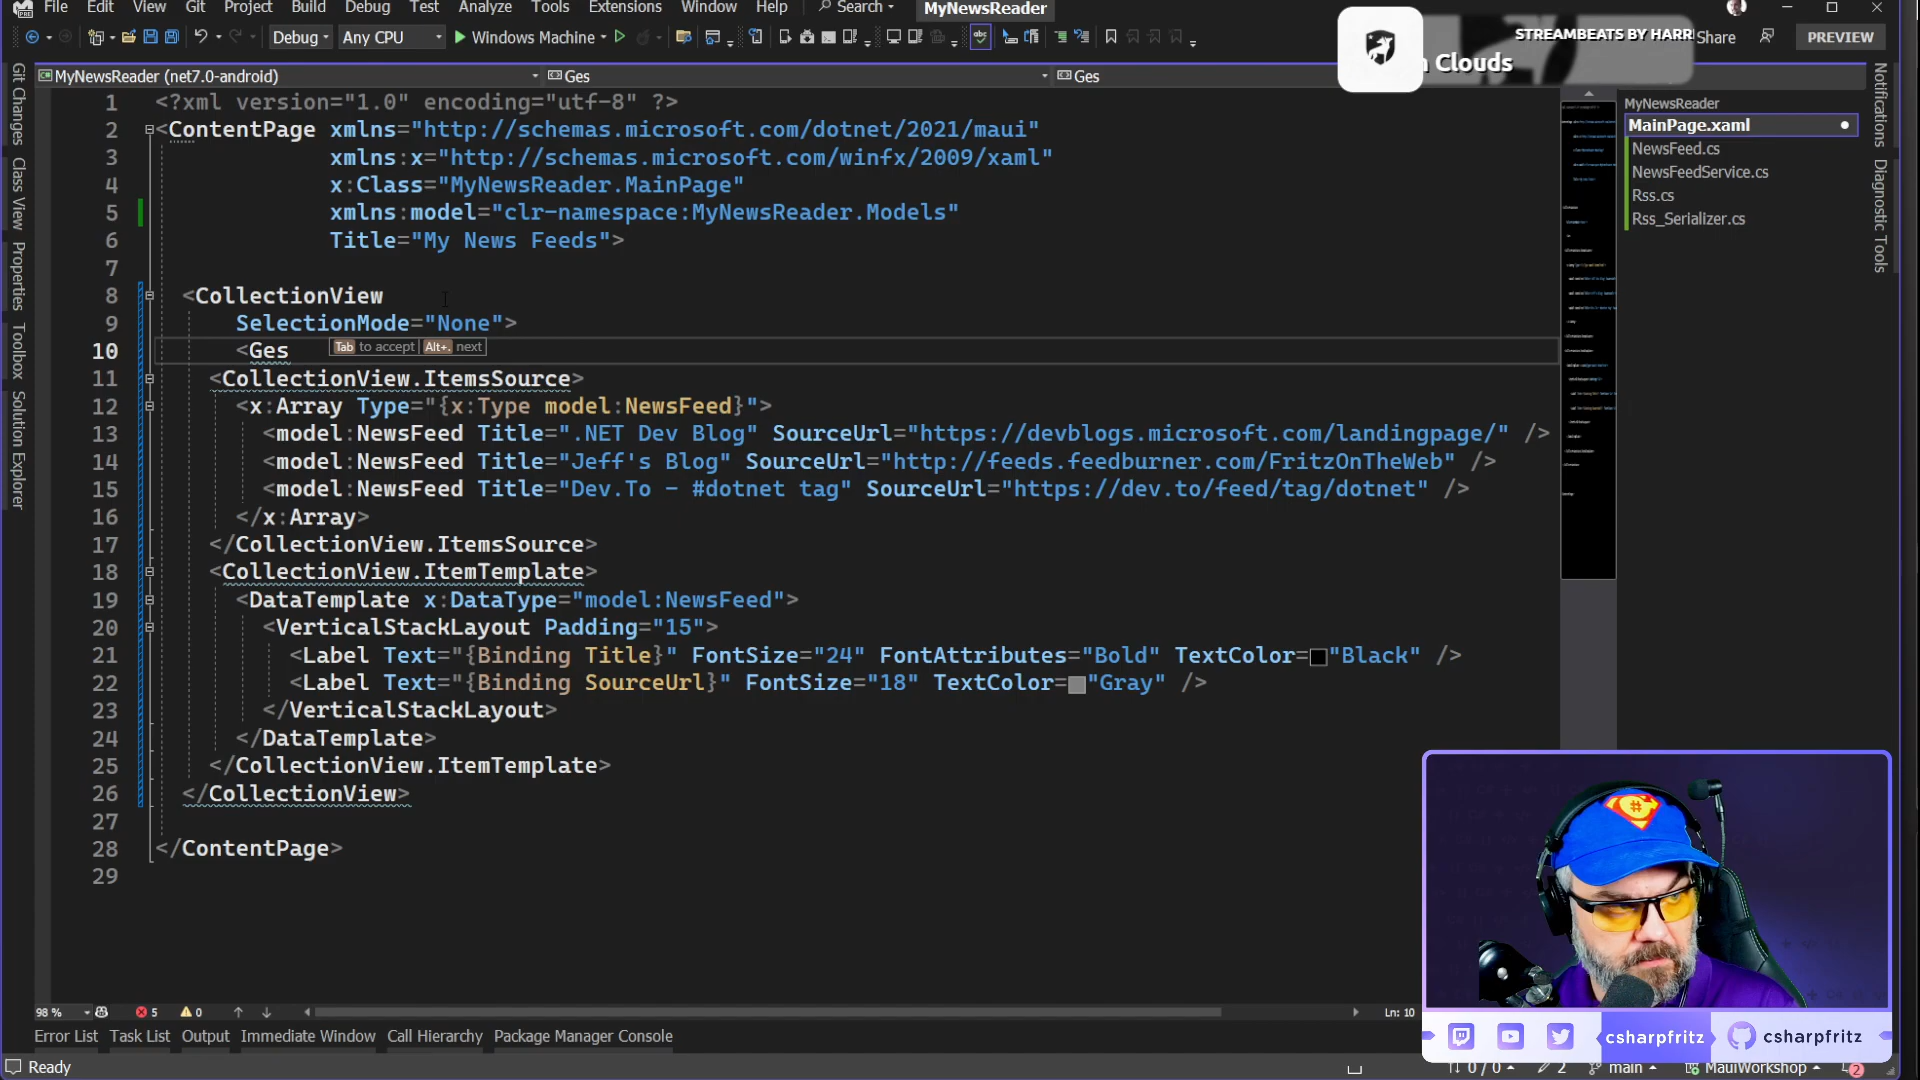 File Edit View Git Project Build Debug Test Analyze Tools Extensions Window Help Search MyNewsReader
Debug Any CPU Windows Machine Share PREVIEW
STREAMBEATS BY HARR
Clouds
MyNewsReader (net7.0-android) Ges Ges
1 <?xml version="1.0" encoding="utf-8" ?>
2 <ContentPage xmlns="http://schemas.microsoft.com/dotnet/2021/maui"
3 xmlns:x="http://schemas.microsoft.com/winfx/2009/xaml"
4 x:Class="MyNewsReader.MainPage"
5 xmlns:model="clr-namespace:MyNewsReader.Models"
6 Title="My News Feeds">
7
8 <CollectionView
9 SelectionMode="None">
10 <Ges Tab to accept Alt+. next
11 <CollectionView.ItemsSource>
12 <x:Array Type="{x:Type model:NewsFeed}">
13 <model:NewsFeed Title=".NET Dev Blog" SourceUrl="https://devblogs.microsoft.com/landingpage/" />
14 <model:NewsFeed Title="Jeff's Blog" SourceUrl="http://feeds.feedburner.com/FritzOnTheWeb" />
15 <model:NewsFeed Title="Dev.To - #dotnet tag" SourceUrl="https://dev.to/feed/tag/dotnet" />
16 </x:Array>
17 </CollectionView.ItemsSource>
18 <CollectionView.ItemTemplate>
19 <DataTemplate x:DataType="model:NewsFeed">
20 <VerticalStackLayout Padding="15">
21 <Label Text="{Binding Title}" FontSize="24" FontAttributes="Bold" TextColor="Black" />
22 <Label Text="{Binding SourceUrl}" FontSize="18" TextColor="Gray" />
23 </VerticalStackLayout>
24 </DataTemplate>
25 </CollectionView.ItemTemplate>
26 </CollectionView>
27
28 </ContentPage>
29
Git Changes
Class View
Properties
Toolbox
Solution Explorer
MyNewsReader
MainPage.xaml
NewsFeed.cs
NewsFeedService.cs
Rss.cs
Rss_Serializer.cs
Notifications
Diagnostic Tools
98 % 5 0 Ln: 10
Error List Task List Output Immediate Window Call Hierarchy Package Manager Console
csharpfritz csharpfritz
Ready 0 / 0 2 main MauiWorkshop 2